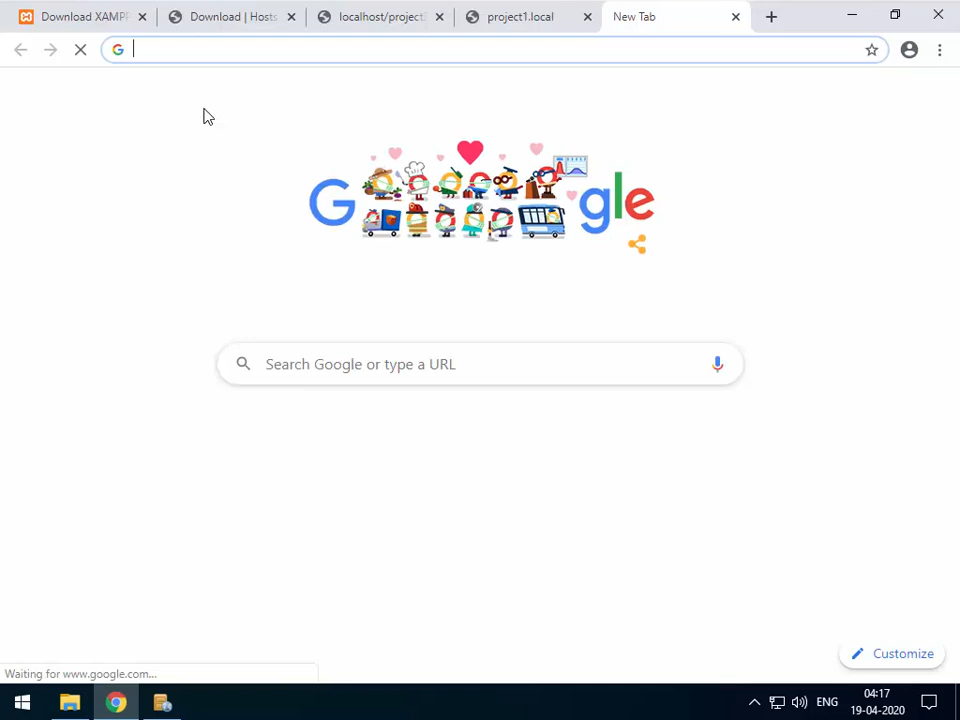 Download XAMPP
Download | Hosts
localhost/project
project1.local
New Tab
G gle
Search Google or type a URL
Customize
Waiting for www.google.com...
ENG
04:17
19-04-2020